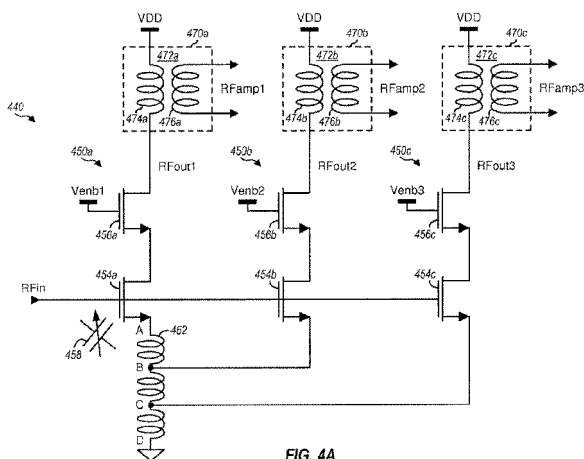 VDD
470a
VDD
470b
VDD
470c
472a
472b
472c
440
RFamp1
RFamp2
RFamp3
474a
476a
474b
476b
474c
476c
450a
RFout1
450b
RFout2
450c
RFout3
Venb1
Venb2
Venb3
456a
456b
456c
454a
454b
454c
RFin
A
462
458
B
C
D
FIG. 4A